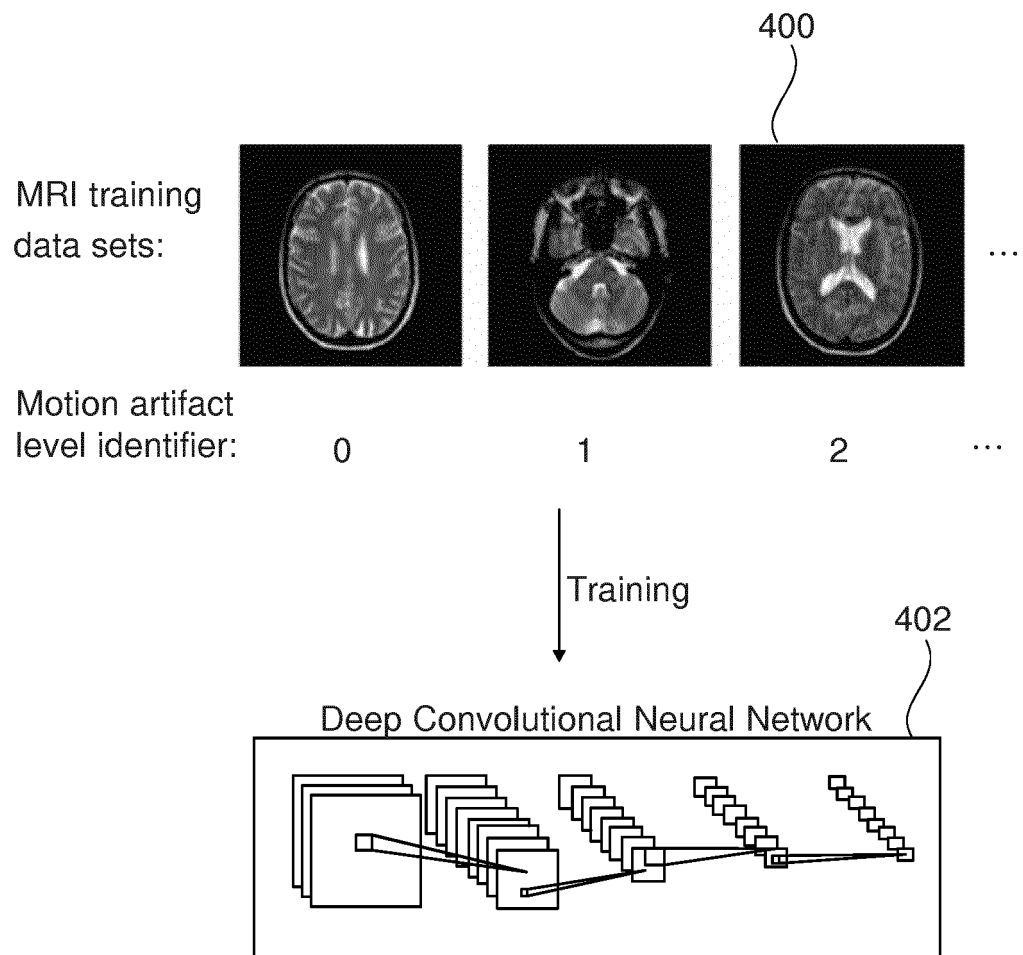 400
MRI training
data sets:
...
Motion artifact
level identifier: 0 1 2 ...
Training
402
Deep Convolutional Neural Network